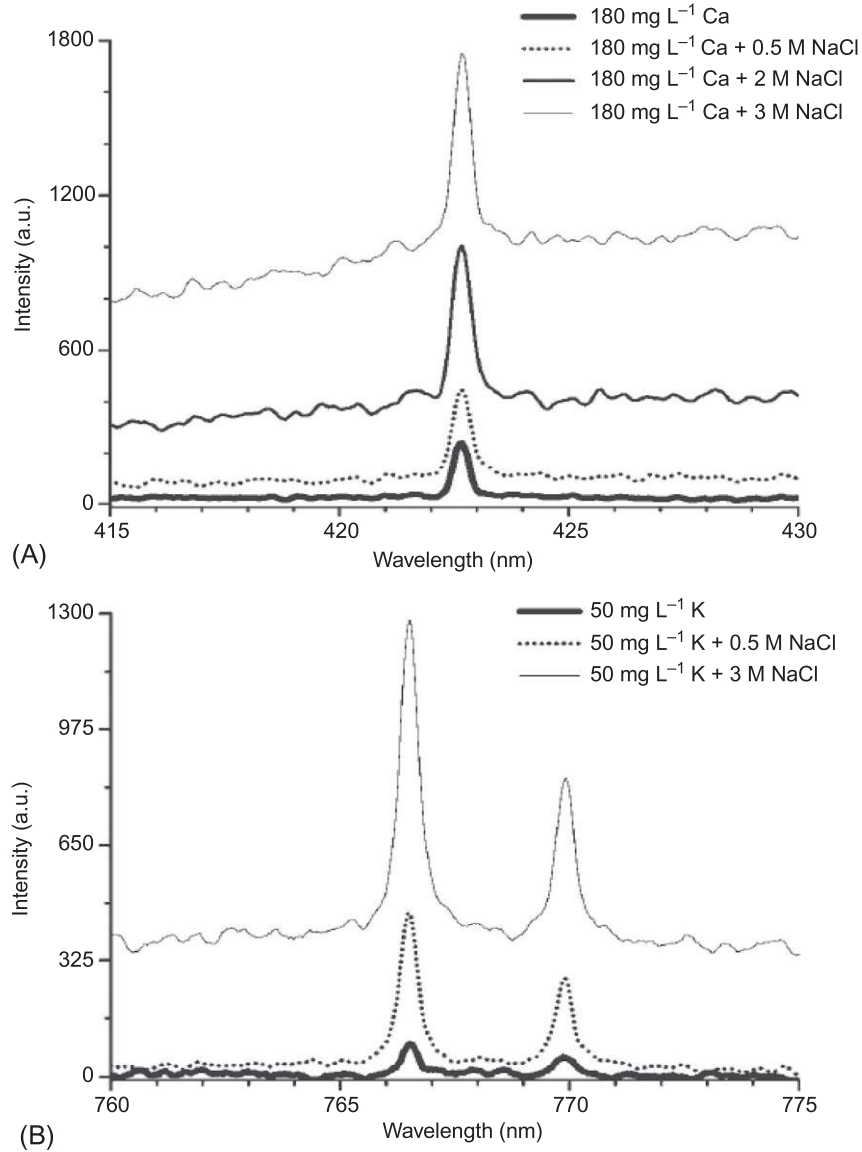 180 mg L⁻¹ Ca
180 mg L⁻¹ Ca + 0.5 M NaCl
180 mg L⁻¹ Ca + 2 M NaCl
180 mg L⁻¹ Ca + 3 M NaCl
1800
1200
600
0
Intensity (a.u.)
415 420 425 430
Wavelength (nm)
(A)
50 mg L⁻¹ K
50 mg L⁻¹ K + 0.5 M NaCl
50 mg L⁻¹ K + 3 M NaCl
1300
975
650
325
0
Intensity (a.u.)
760 765 770 775
Wavelength (nm)
(B)